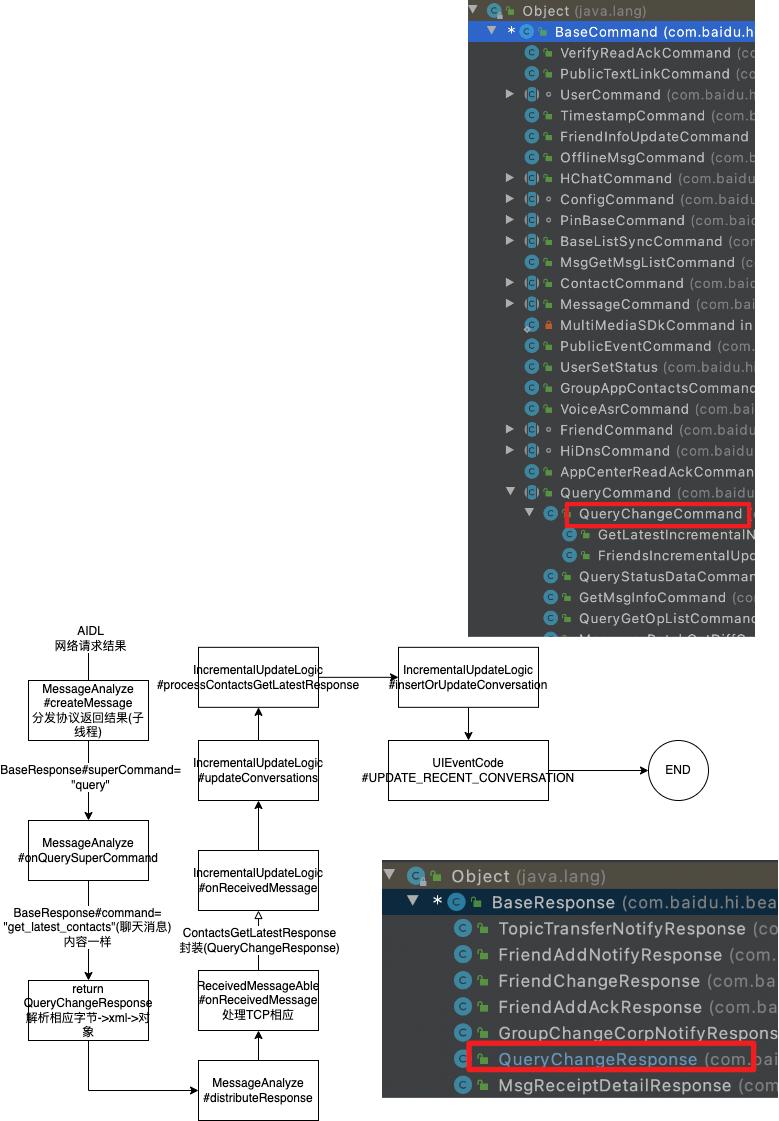 Object (java.lang)
* BaseCommand (com.baidu.h
VerifyReadAckCommand (co
PublicTextLinkCommand (co
UserCommand (com.baidu.h
TimestampCommand (com.b
FriendInfoUpdateCommand
OfflineMsgCommand (com.b
HChatCommand (com.baidu
ConfigCommand (com.baidu
PinBaseCommand (com.baid
BaseListSyncCommand (com
MsgGetMsgListCommand (c
ContactCommand (com.baid
MessageCommand (com.bai
MultiMediaSDkCommand in
PublicEventCommand (com.
UserSetStatus (com.baidu.hi
GroupAppContactsCommand
VoiceAsrCommand (com.bai
FriendCommand (com.baidu
HiDnsCommand (com.baidu
AppCenterReadAckComman
QueryCommand (com.baidu
QueryChangeCommand
GetLatestIncrementalN
FriendsIncrementalUpd
QueryStatusDataComman
GetMsgInfoCommand (co
QueryGetOpListCommand
AIDL
网络请求结果
MessageAnalyze
#createMessage
分发协议返回结果(子
线程)
BaseResponse#superCommand=
"query"
MessageAnalyze
#onQuerySuperCommand
BaseResponse#command=
"get_latest_contacts"(聊天消息)
内容一样
return
QueryChangeResponse
解析相应字节->xml->对
象
MessageAnalyze
#distributeResponse
ReceivedMessageAble
#onReceivedMessage
处理TCP相应
ContactsGetLatestResponse
封装(QueryChangeResponse)
IncrementalUpdateLogic
#onReceivedMessage
IncrementalUpdateLogic
#updateConversations
IncrementalUpdateLogic
#processContactsGetLatestResponse
IncrementalUpdateLogic
#insertOrUpdateConversation
UIEventCode
#UPDATE_RECENT_CONVERSATION
END
Object (java.lang)
* BaseResponse (com.baidu.hi.bea
TopicTransferNotifyResponse (co
FriendAddNotifyResponse (com.
FriendChangeResponse (com.ba
FriendAddAckResponse (com.ba
GroupChangeCorpNotifyRespons
QueryChangeResponse (com.bai
MsgReceiptDetailResponse (com